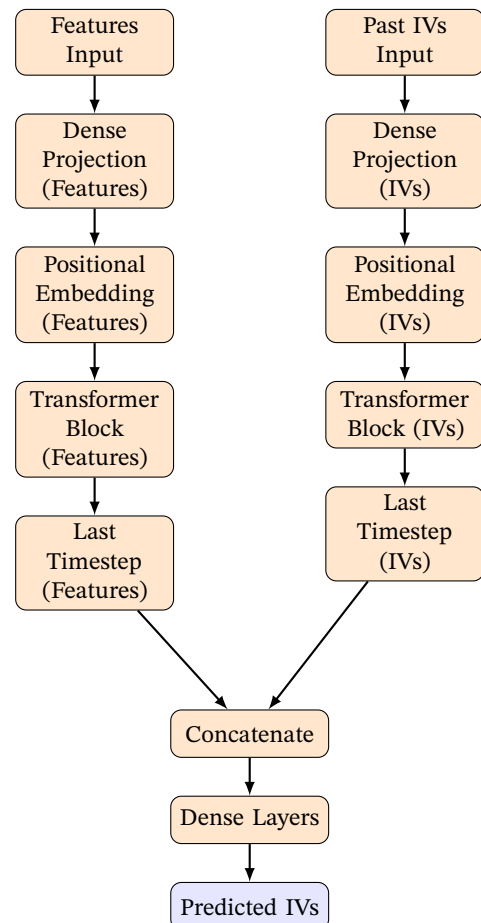 Features
Input
Dense
Projection
(Features)
Positional
Embedding
(Features)
Transformer
Block
(Features)
Last
Timestep
(Features)
Past IVs
Input
Dense
Projection
(IVs)
Positional
Embedding
(IVs)
Transformer
Block (IVs)
Last
Timestep
(IVs)
Concatenate
Dense Layers
Predicted IVs